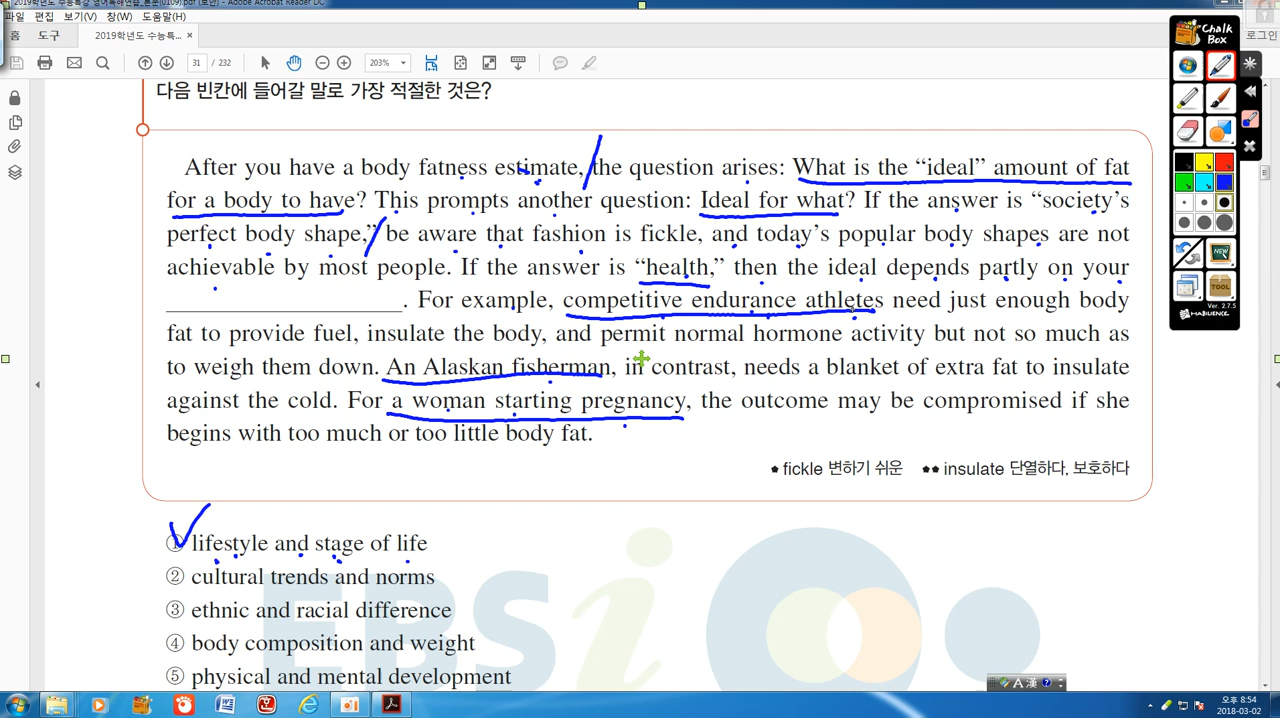 2019학년도 수능특강 영어독해연습_본문(0109).pdf (보안) - Adobe Acrobat Reader DC
파일 편집 보기(V) 창(W) 도움말(H)
홈 도구 2019학년도 수능특... × 로그인
31 / 232 203%
Chalk Box
다음 빈칸에 들어갈 말로 가장 적절한 것은?
After you have a body fatness estimate, the question arises: What is the “ideal” amount of fat
for a body to have? This prompts another question: Ideal for what? If the answer is “society’s
perfect body shape,” be aware that fashion is fickle, and today’s popular body shapes are not
achievable by most people. If the answer is “health,” then the ideal depends partly on your
____________________. For example, competitive endurance athletes need just enough body
fat to provide fuel, insulate the body, and permit normal hormone activity but not so much as
to weigh them down. An Alaskan fisherman, in contrast, needs a blanket of extra fat to insulate
against the cold. For a woman starting pregnancy, the outcome may be compromised if she
begins with too much or too little body fat.
● fickle 변하기 쉬운 ●● insulate 단열하다, 보호하다
① lifestyle and stage of life
② cultural trends and norms
③ ethnic and racial difference
④ body composition and weight
⑤ physical and mental development
EBSi
NEW
TOOL
Ver. 2.7.5
HABILIENCE
A 漢
오후 8:54
2018-03-02